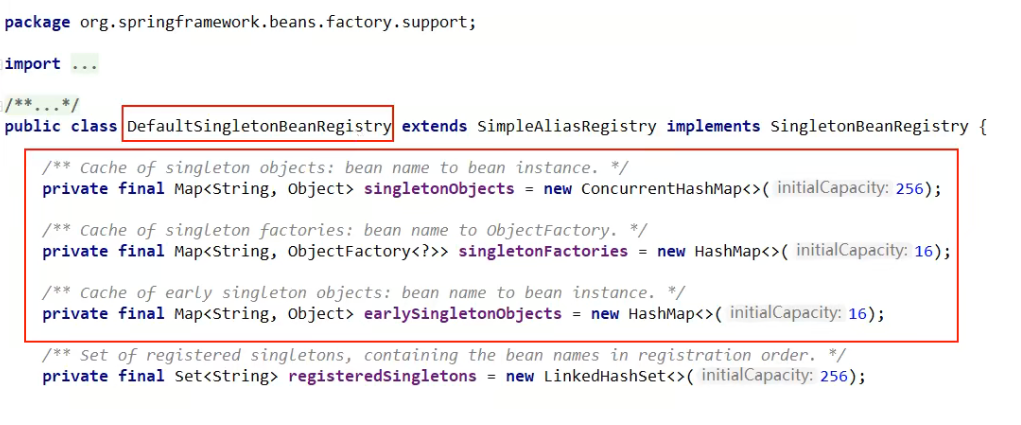 package org.springframework.beans.factory.support;
import ...
/**...*/
public class DefaultSingletonBeanRegistry extends SimpleAliasRegistry implements SingletonBeanRegistry {
/** Cache of singleton objects: bean name to bean instance. */
private final Map<String, Object> singletonObjects = new ConcurrentHashMap<>( initialCapacity: 256);
/** Cache of singleton factories: bean name to ObjectFactory. */
private final Map<String, ObjectFactory<?>> singletonFactories = new HashMap<>( initialCapacity: 16);
/** Cache of early singleton objects: bean name to bean instance. */
private final Map<String, Object> earlySingletonObjects = new HashMap<>( initialCapacity: 16);
/** Set of registered singletons, containing the bean names in registration order. */
private final Set<String> registeredSingletons = new LinkedHashSet<>( initialCapacity: 256);